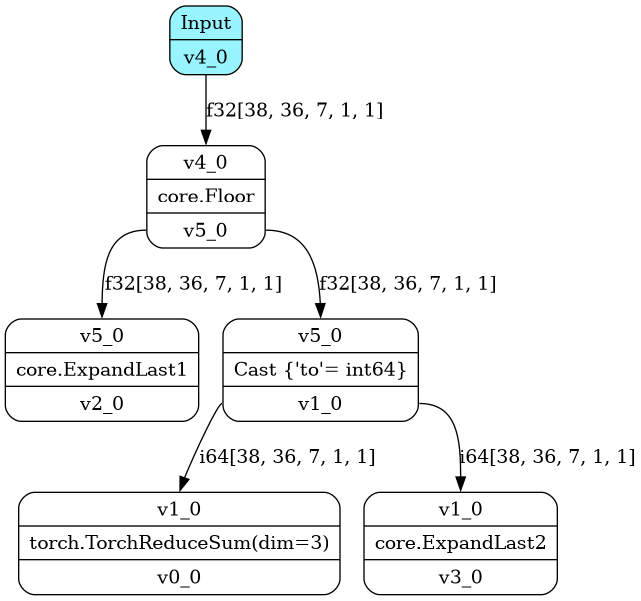 Input
v4_0
f32[38, 36, 7, 1, 1]
v4_0
core.Floor
v5_0
f32[38, 36, 7, 1, 1]
f32[38, 36, 7, 1, 1]
v5_0
core.ExpandLast1
v2_0
v5_0
Cast {'to'= int64}
v1_0
i64[38, 36, 7, 1, 1]
i64[38, 36, 7, 1, 1]
v1_0
torch.TorchReduceSum(dim=3)
v0_0
v1_0
core.ExpandLast2
v3_0